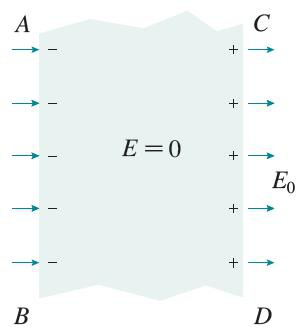 A C
− +
− +
E = 0
− +
E₀
− +
− +
B D